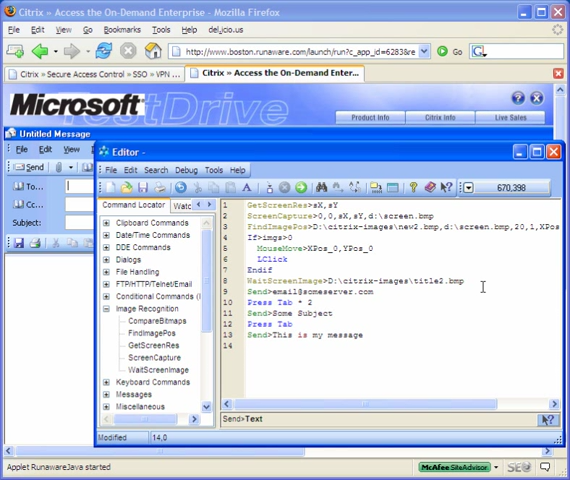 Citrix » Access the On-Demand Enterprise - Mozilla Firefox
File Edit View Go Bookmarks Tools Help del.icio.us
http://www.boston.runaware.com/launch/run?c_app_id=6283&re Go
Citrix » Secure Access Control » SSO » VPN ... Citrix » Access the On-Demand Enter...
Microsoft TestDrive
Product Info Citrix Info Live Sales
Untitled Message
File Edit View
Send
To...
Cc...
Subject:
Editor -
File Edit Search Debug Tools Help
670,398
Command Locator Watc
Clipboard Commands
Date/Time Commands
DDE Commands
Dialogs
File Handling
FTP/HTTP/Telnet/Email
Conditional Commands (I
Image Recognition
CompareBitmaps
FindImagePos
GetScreenRes
ScreenCapture
WaitScreenImage
Keyboard Commands
Messages
Miscellaneous
1 GetScreenRes>sX,sY
2 ScreenCapture>0,0,sX,sY,d:\screen.bmp
3 FindImagePos>D:\citrix-images\new2.bmp,d:\screen.bmp,20,1,XPos
4 If>imgs>0
5 MouseMove>XPos_0,YPos_0
6 LClick
7 Endif
8 WaitScreenImage>D:\citrix-images\title2.bmp
9 Send>email@someserver.com
10 Press Tab * 2
11 Send>Some Subject
12 Press Tab
13 Send>This is my message
14
Send>Text
Modified 14,0
Applet RunawareJava started
McAfee SiteAdvisor